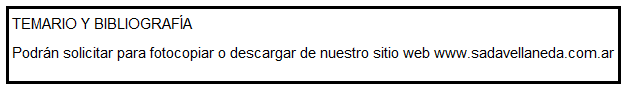 TEMARIO Y BIBLIOGRAFÍA
Podrán solicitar para fotocopiar o descargar de nuestro sitio web www.sadavellaneda.com.ar